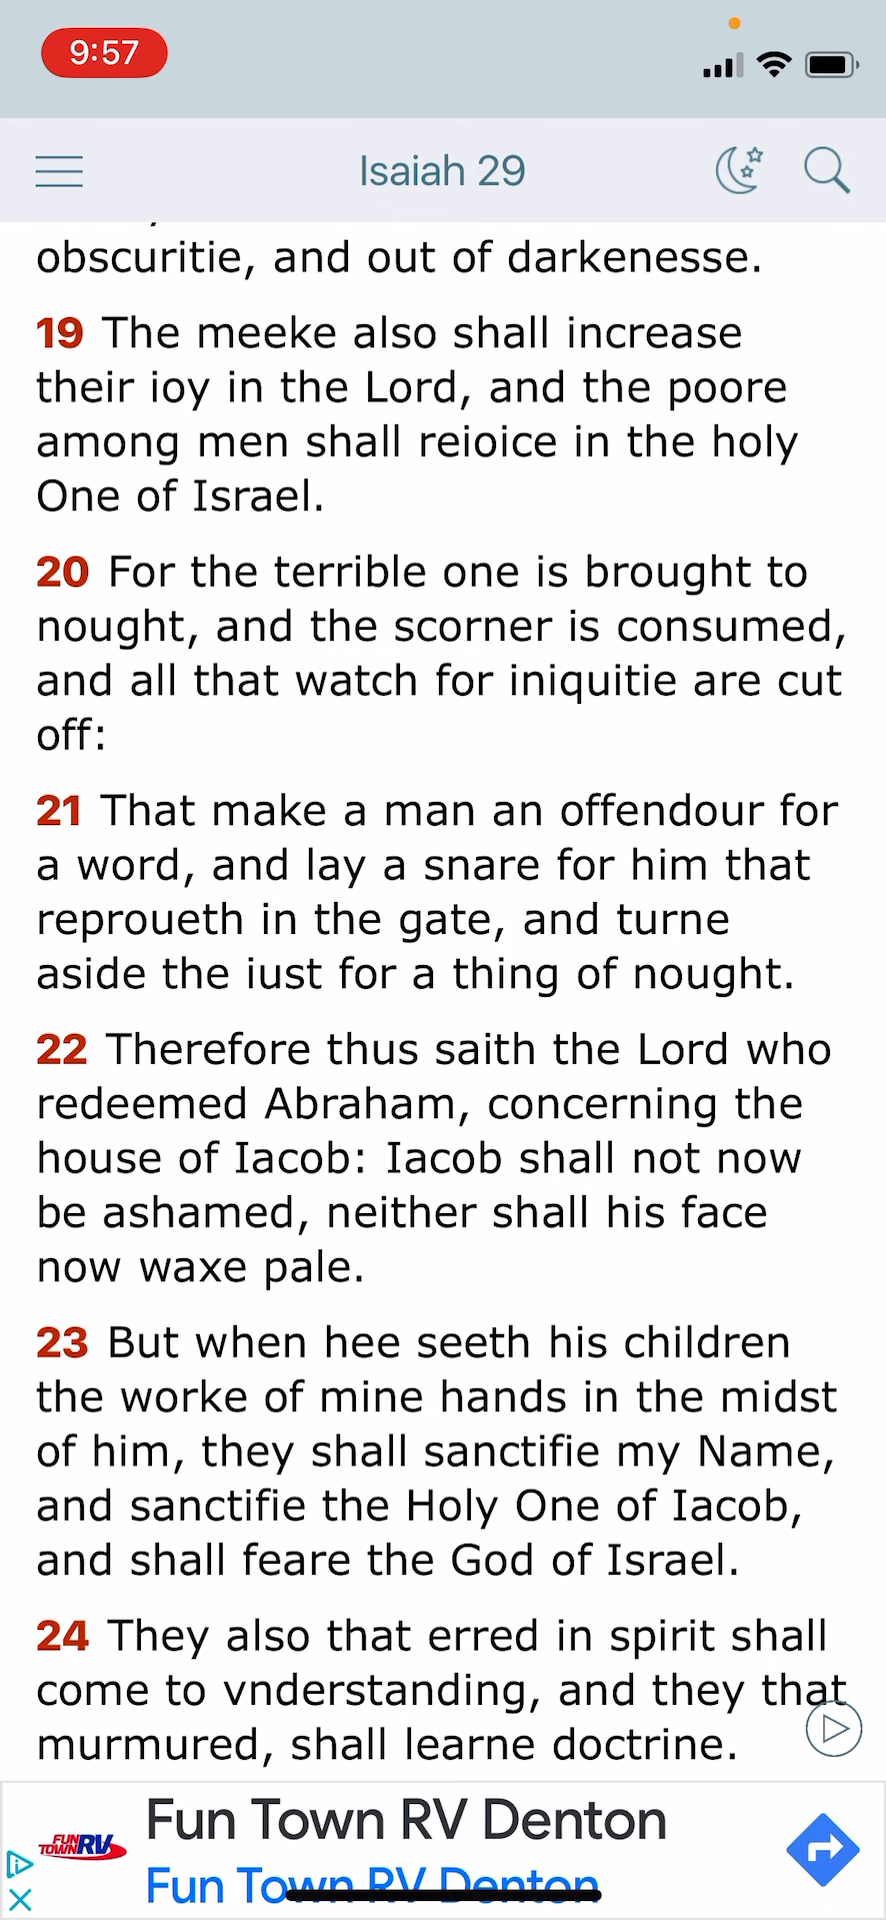 9:57
Isaiah 29
obscuritie, and out of darkenesse.
19 The meeke also shall increase
their ioy in the Lord, and the poore
among men shall reioice in the holy
One of Israel.
20 For the terrible one is brought to
nought, and the scorner is consumed,
and all that watch for iniquitie are cut
off:
21 That make a man an offendour for
a word, and lay a snare for him that
reproueth in the gate, and turne
aside the iust for a thing of nought.
22 Therefore thus saith the Lord who
redeemed Abraham, concerning the
house of Iacob: Iacob shall not now
be ashamed, neither shall his face
now waxe pale.
23 But when hee seeth his children
the worke of mine hands in the midst
of him, they shall sanctifie my Name,
and sanctifie the Holy One of Iacob,
and shall feare the God of Israel.
24 They also that erred in spirit shall
come to vnderstanding, and they that
murmured, shall learne doctrine.
Fun Town RV Denton
FUN TOWN RV
Fun Town RV Denton